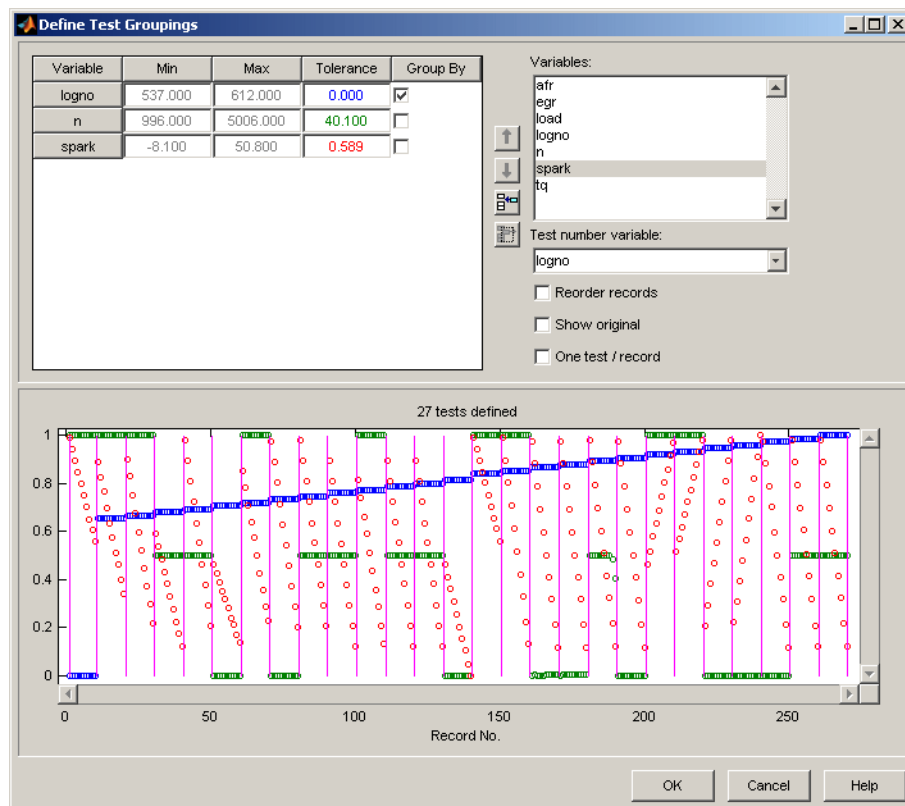 Define Test Groupings
Variable Min Max Tolerance Group By
logno 537.000 612.000 0.000
n 996.000 5006.000 40.100
spark -8.100 50.800 0.589
Variables:
afr
egr
load
logno
n
spark
tq
Test number variable:
logno
Reorder records
Show original
One test / record
27 tests defined
1
0.8
0.6
0.4
0.2
0
0 50 100 150 200 250
Record No.
OK Cancel Help